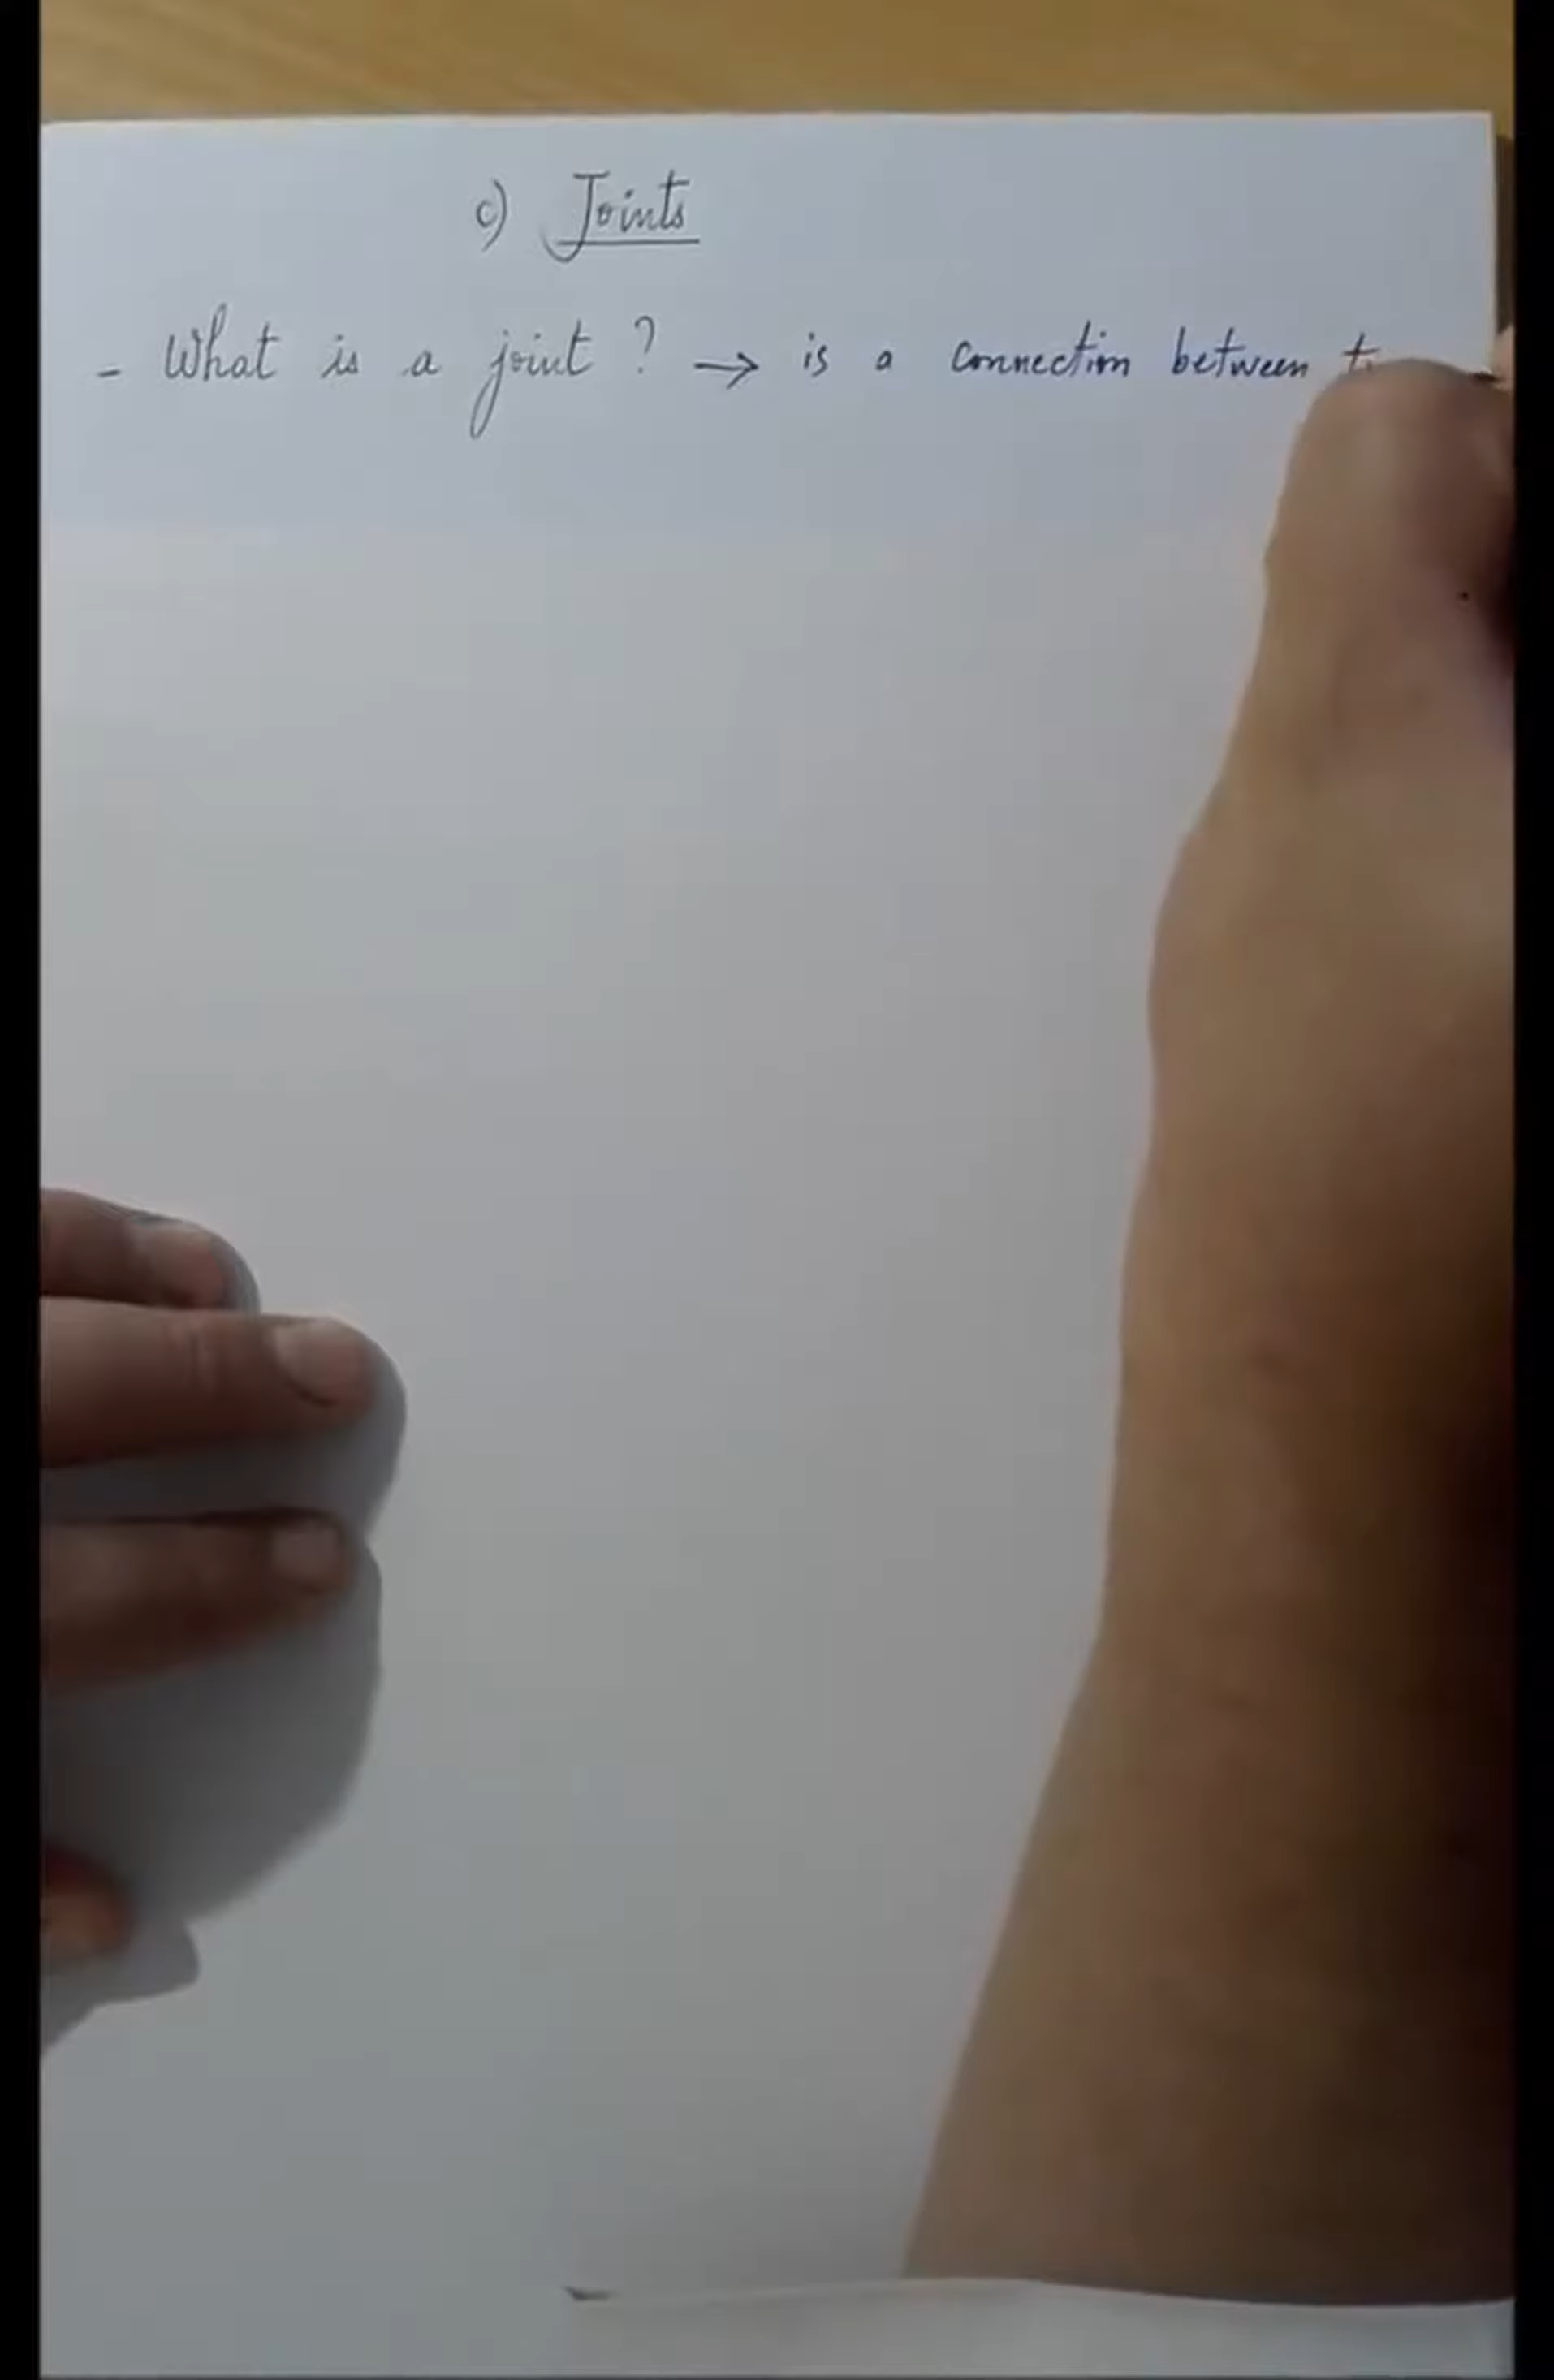 c) Joints
- What is a joint ? → is a connection between